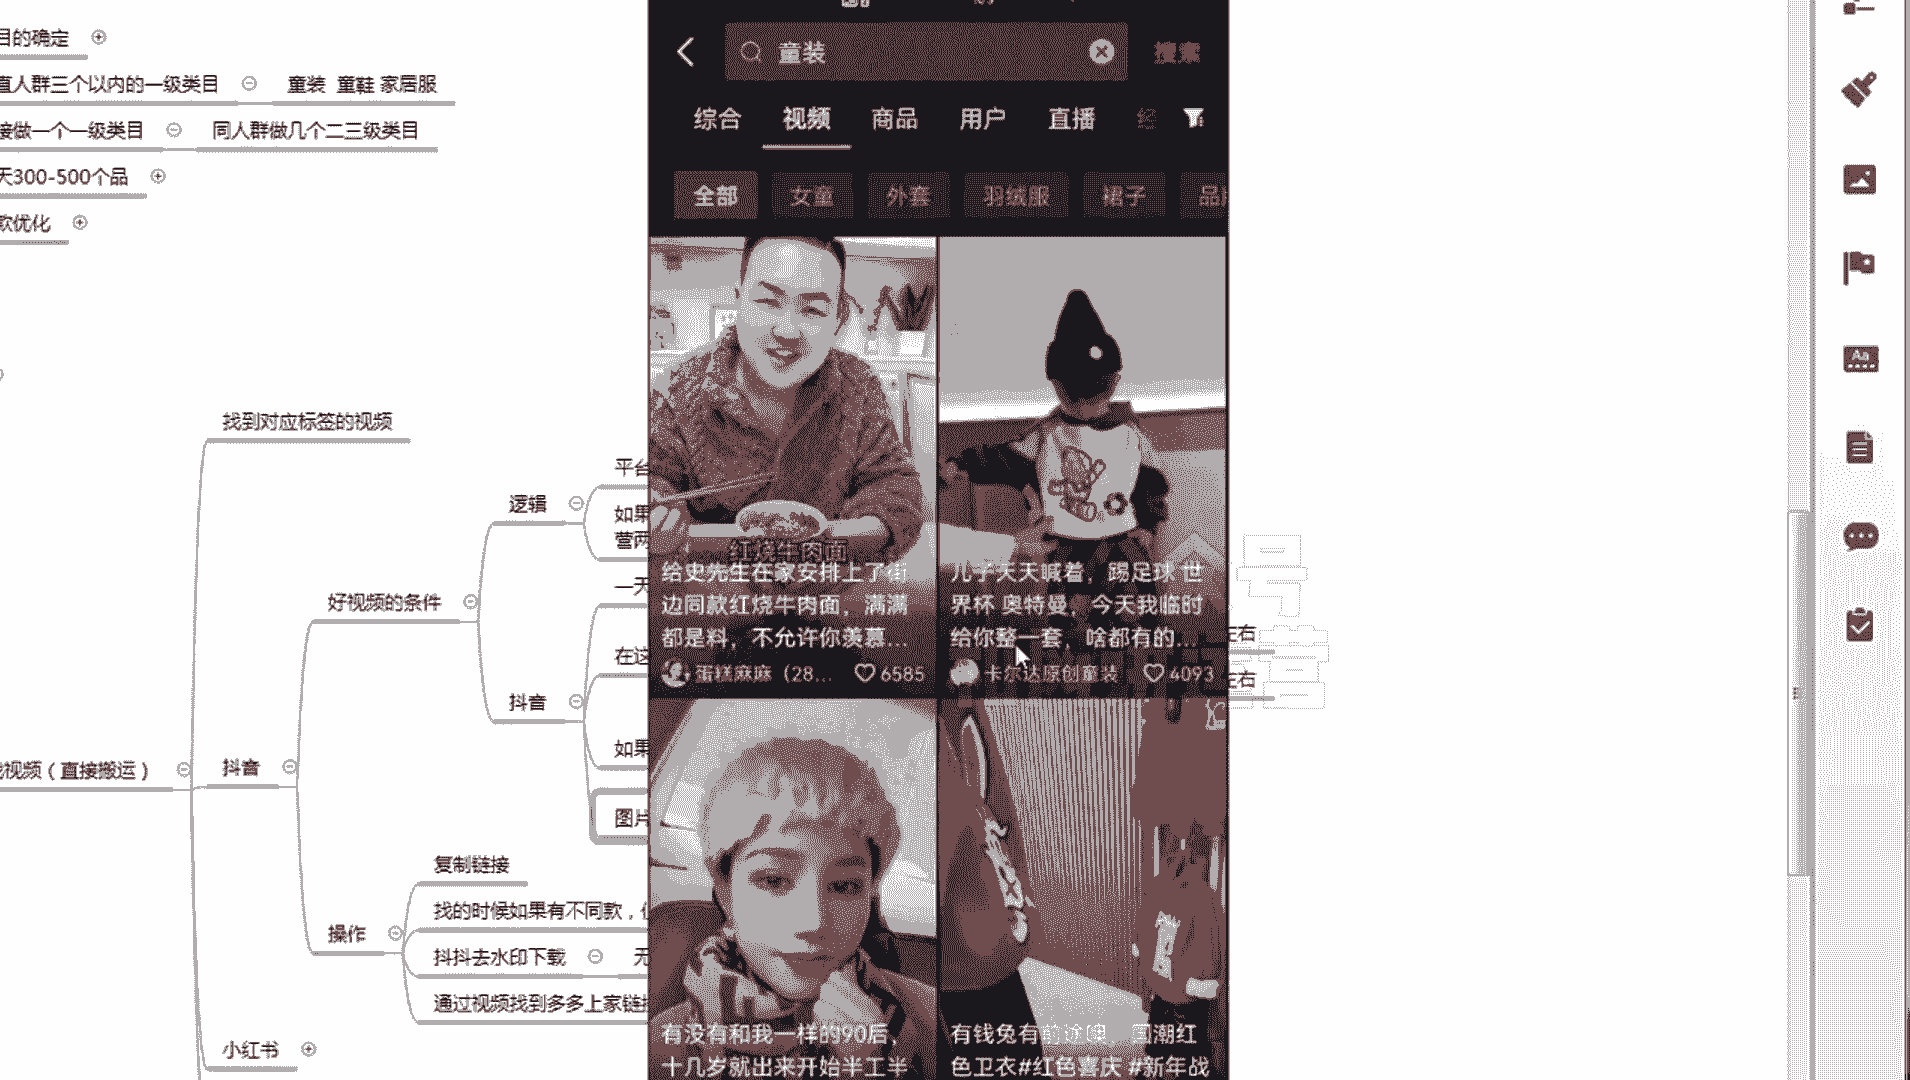 目的确定
直人群三个以内的一级类目
童装 童鞋 家居服
接做一个一级类目
同人群做几个二三级类目
天300-500个品
款优化
找到对应标签的视频
逻辑
平台
如果
营两
好视频的条件
一天
在这
抖音
如果
图片
视频（直接搬运）
抖音
复制链接
找的时候如果有不同款，
操作
抖抖去水印下载
无
通过视频找到多多上家链接
小红书
童装
搜索
综合 视频 商品 用户 直播 经
全部 女童 外套 羽绒服 裙子 品牌
红烧牛肉面
给史先生在家安排上了街
边同款红烧牛肉面，满满
都是料，不允许你羡慕...
蛋糕麻麻（28... 6585
儿子天天喊着，踢足球 世
界杯 奥特曼，今天我临时
给你整一套，啥都有的...
卡尔达原创童装 4093
有没有和我一样的90后，
十几岁就出来开始半工半
有钱兔有前途噢，国潮红
色卫衣#红色喜庆 #新年战
左右
左右
Aa